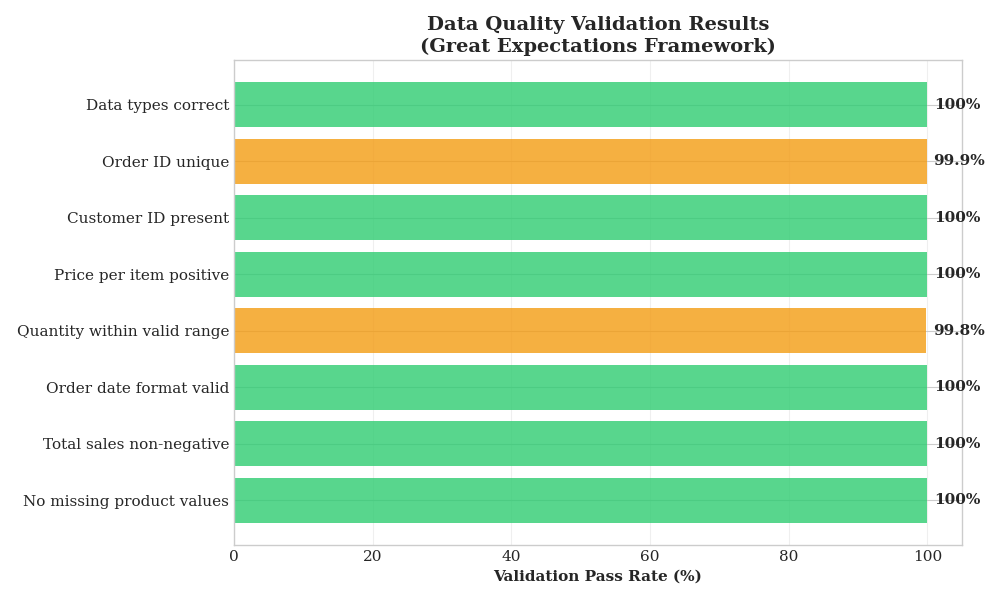 Data Quality Validation Results
(Great Expectations Framework)
Data types correct 100%
Order ID unique 99.9%
Customer ID present 100%
Price per item positive 100%
Quantity within valid range 99.8%
Order date format valid 100%
Total sales non-negative 100%
No missing product values 100%
0 20 40 60 80 100
Validation Pass Rate (%)